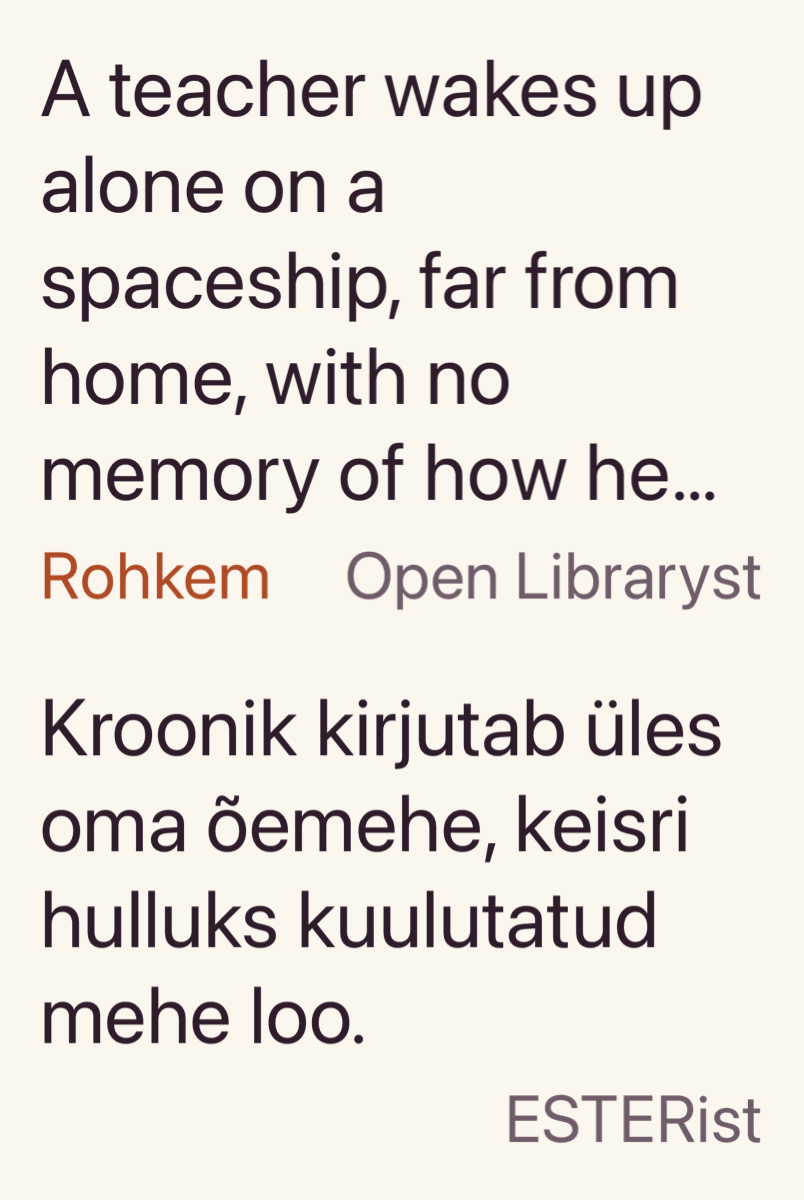 A teacher wakes up
alone on a
spaceship, far from
home, with no
memory of how he...
Rohkem Open Libraryst
Kroonik kirjutab üles
oma õemehe, keisri
hulluks kuulutatud
mehe loo.
ESTERist